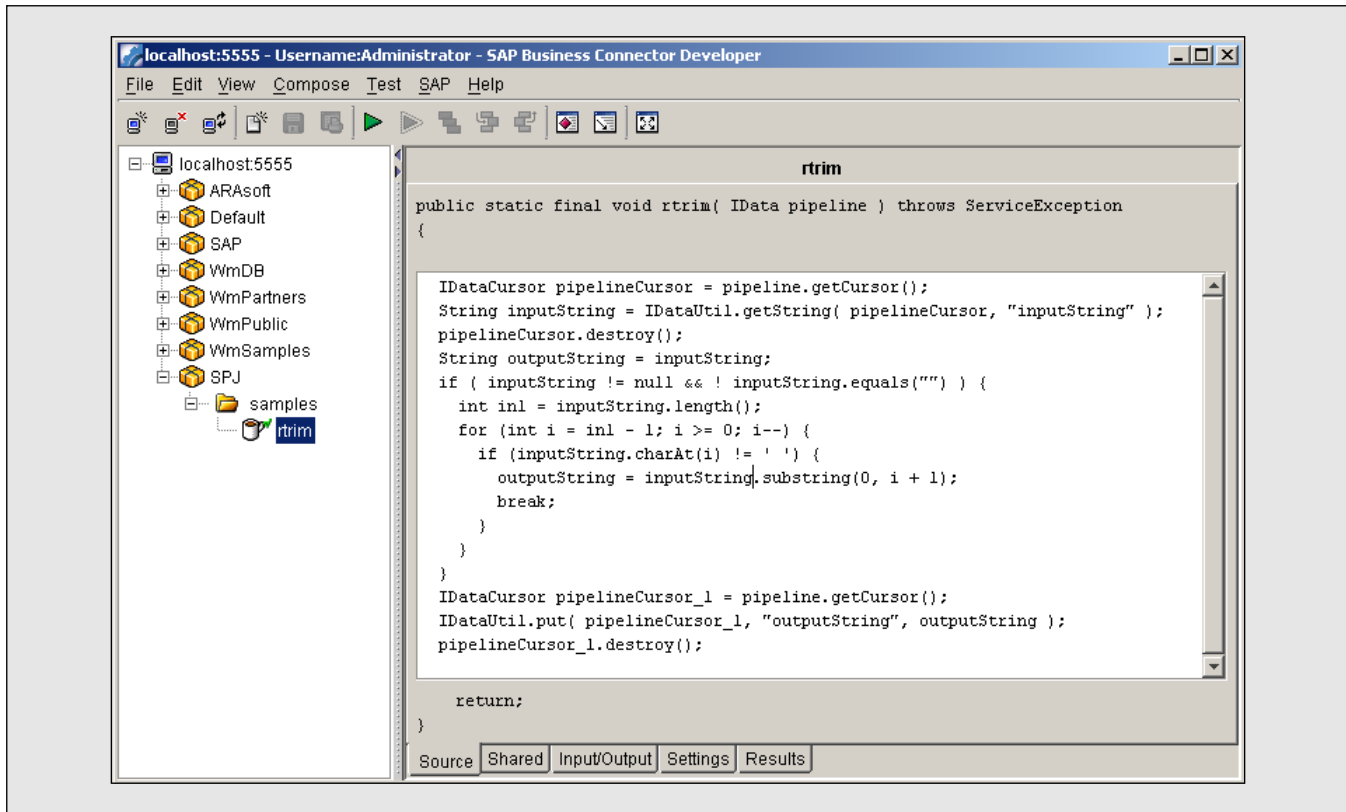 localhost:5555 - Username:Administrator - SAP Business Connector Developer
File Edit View Compose Test SAP Help
localhost:5555
ARAsoft
Default
SAP
WmDB
WmPartners
WmPublic
WmSamples
SPJ
samples
rtrim
rtrim
public static final void rtrim( IData pipeline ) throws ServiceException
{
IDataCursor pipelineCursor = pipeline.getCursor();
String inputString = IDataUtil.getString( pipelineCursor, "inputString" );
pipelineCursor.destroy();
String outputString = inputString;
if ( inputString != null && ! inputString.equals("") ) {
int inl = inputString.length();
for (int i = inl - 1; i >= 0; i--) {
if (inputString.charAt(i) != ' ') {
outputString = inputString.substring(0, i + 1);
break;
}
}
}
IDataCursor pipelineCursor_1 = pipeline.getCursor();
IDataUtil.put( pipelineCursor_1, "outputString", outputString );
pipelineCursor_1.destroy();
return;
}
Source Shared Input/Output Settings Results